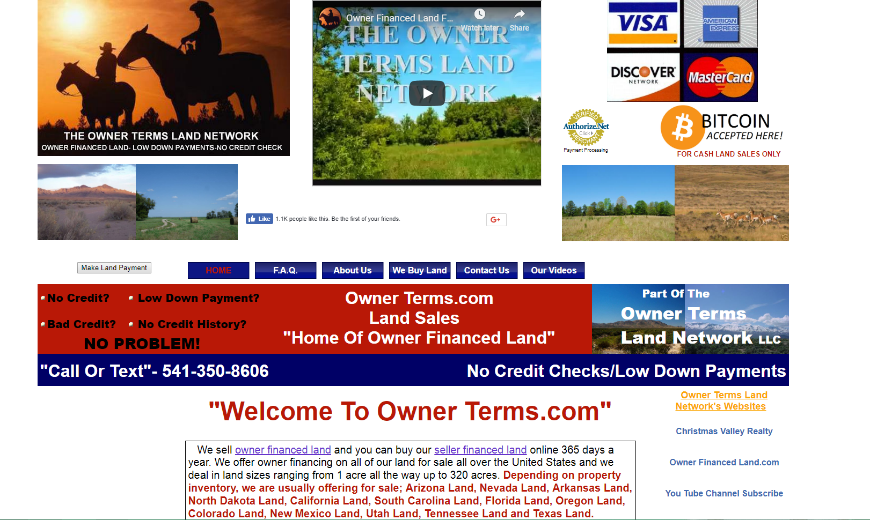 THE OWNER TERMS LAND NETWORK
OWNER FINANCED LAND- LOW DOWN PAYMENTS-NO CREDIT CHECK
Owner Financed Land F...
Watch later
Share
THE OWNER
TERMS LAND
NETWORK
VISA
AMERICAN EXPRESS
DISCOVER
NETWORK
MasterCard
Authorize.Net
Click
Payment Processing
BITCOIN
ACCEPTED HERE!
FOR CASH LAND SALES ONLY
Like 1.1K people like this. Be the first of your friends.
G+
Make Land Payment
HOME F.A.Q. About Us We Buy Land Contact Us Our Videos
No Credit? Low Down Payment?
Bad Credit? No Credit History?
NO PROBLEM!
Owner Terms.com
Land Sales
"Home Of Owner Financed Land"
Part Of The
Owner Terms
Land Network LLC
"Call Or Text"- 541-350-8606
No Credit Checks/Low Down Payments
"Welcome To Owner Terms.com"
We sell owner financed land and you can buy our seller financed land online 365 days a
year. We offer owner financing on all of our land for sale all over the United States and we
deal in land sizes ranging from 1 acre all the way up to 320 acres. Depending on property
inventory, we are usually offering for sale; Arizona Land, Nevada Land, Arkansas Land,
North Dakota Land, California Land, South Carolina Land, Florida Land, Oregon Land,
Colorado Land, New Mexico Land, Utah Land, Tennessee Land and Texas Land.
Owner Terms Land
Network's Websites
Christmas Valley Realty
Owner Financed Land.com
You Tube Channel Subscribe